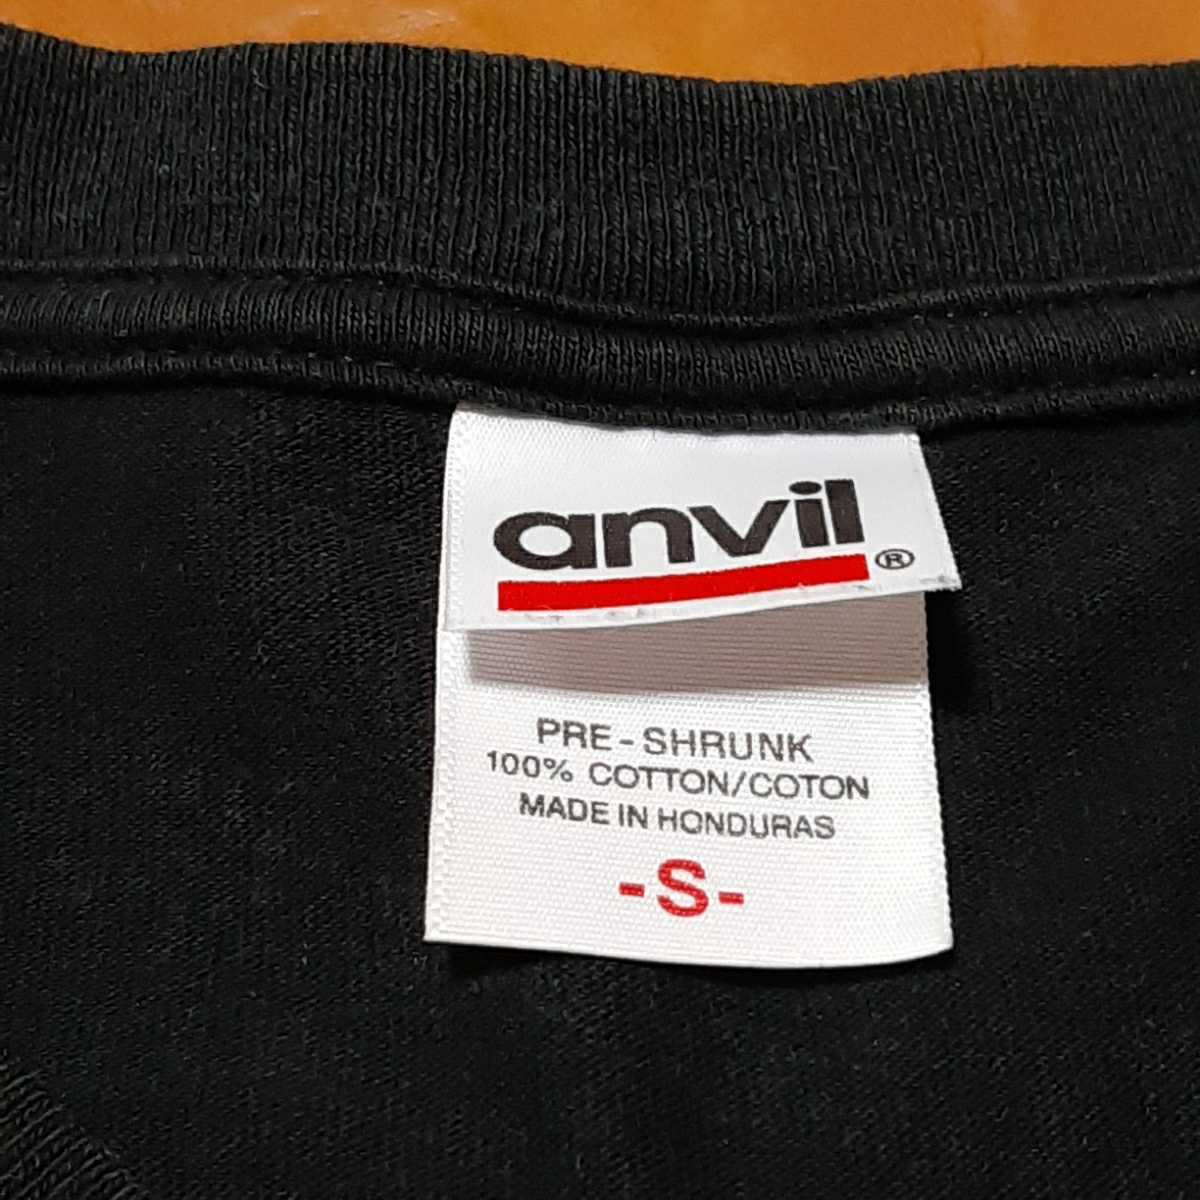 anvil®
PRE-SHRUNK
100% COTTON/COTON
MADE IN HONDURAS
-S-